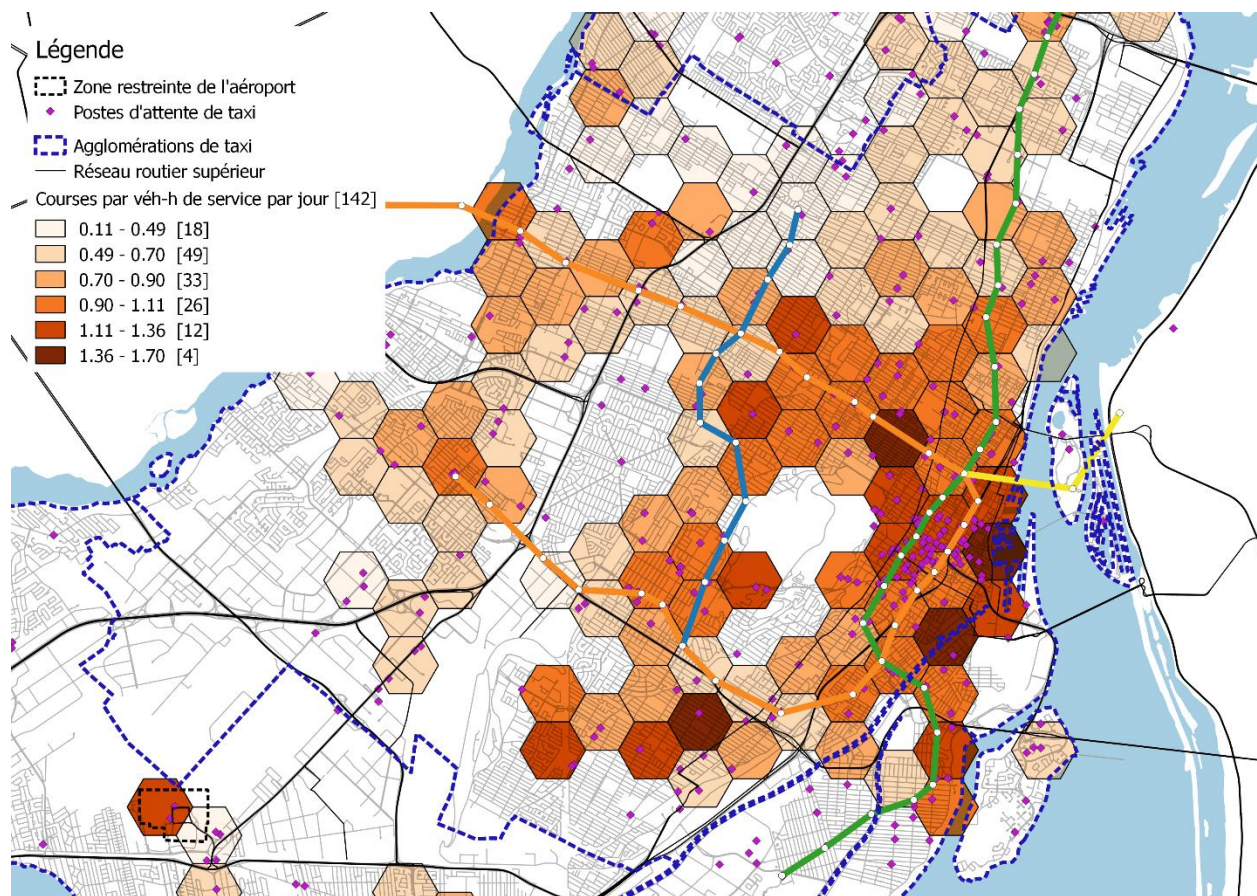 Légende
Zone restreinte de l'aéroport
Postes d'attente de taxi
Agglomérations de taxi
Réseau routier supérieur
Courses par véh-h de service par jour [142]
0.11 - 0.49 [18]
0.49 - 0.70 [49]
0.70 - 0.90 [33]
0.90 - 1.11 [26]
1.11 - 1.36 [12]
1.36 - 1.70 [4]